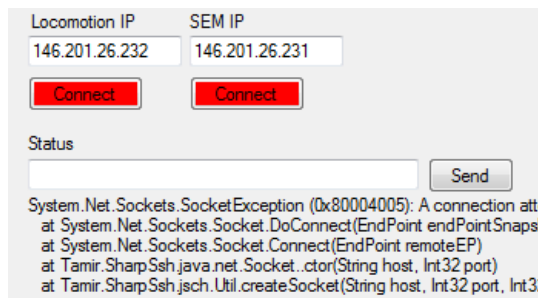 Locomotion IP SEM IP
146.201.26.232 146.201.26.231
Connect Connect
Status
Send
System.Net.Sockets.SocketException (0x80004005): A connection att
at System.Net.Sockets.Socket.DoConnect(EndPoint endPointSnaps
at System.Net.Sockets.Socket.Connect(EndPoint remoteEP)
at Tamir.SharpSsh.java.net.Socket..ctor(String host, Int32 port)
at Tamir.SharpSsh.jsch.Util.createSocket(String host, Int32 port, Int3